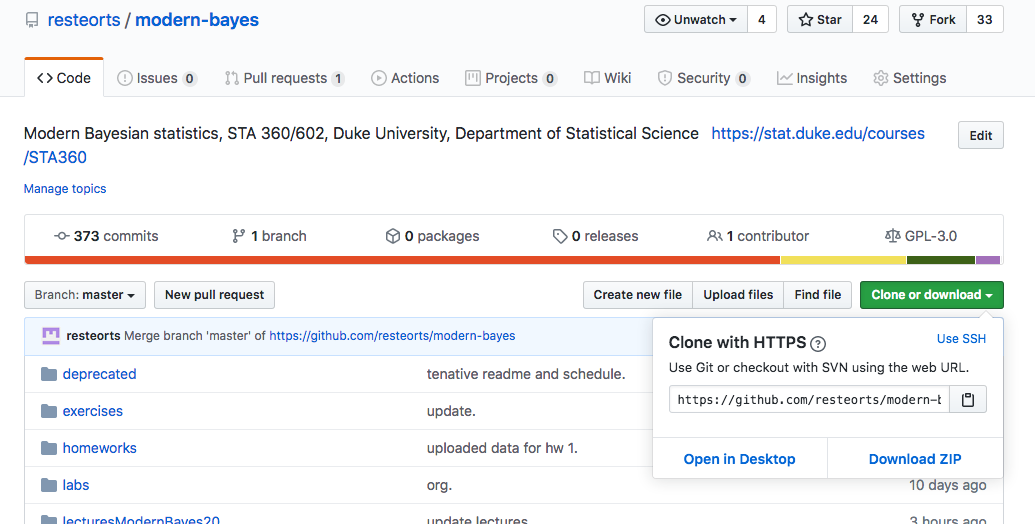 resteorts / modern-bayes
Unwatch 4 Star 24 Fork 33
Code Issues 0 Pull requests 1 Actions Projects 0 Wiki Security 0 Insights Settings
Modern Bayesian statistics, STA 360/602, Duke University, Department of Statistical Science https://stat.duke.edu/courses
/STA360
Edit
Manage topics
373 commits 1 branch 0 packages 0 releases 1 contributor GPL-3.0
Branch: master New pull request Create new file Upload files Find file Clone or download
resteorts Merge branch 'master' of https://github.com/resteorts/modern-bayes
Clone with HTTPS ? Use SSH
Use Git or checkout with SVN using the web URL.
https://github.com/resteorts/modern-b
Open in Desktop Download ZIP
deprecated tenative readme and schedule.
exercises update.
homeworks uploaded data for hw 1.
labs org. 10 days ago
lecturesModernBayes20 update lectures 3 hours ago